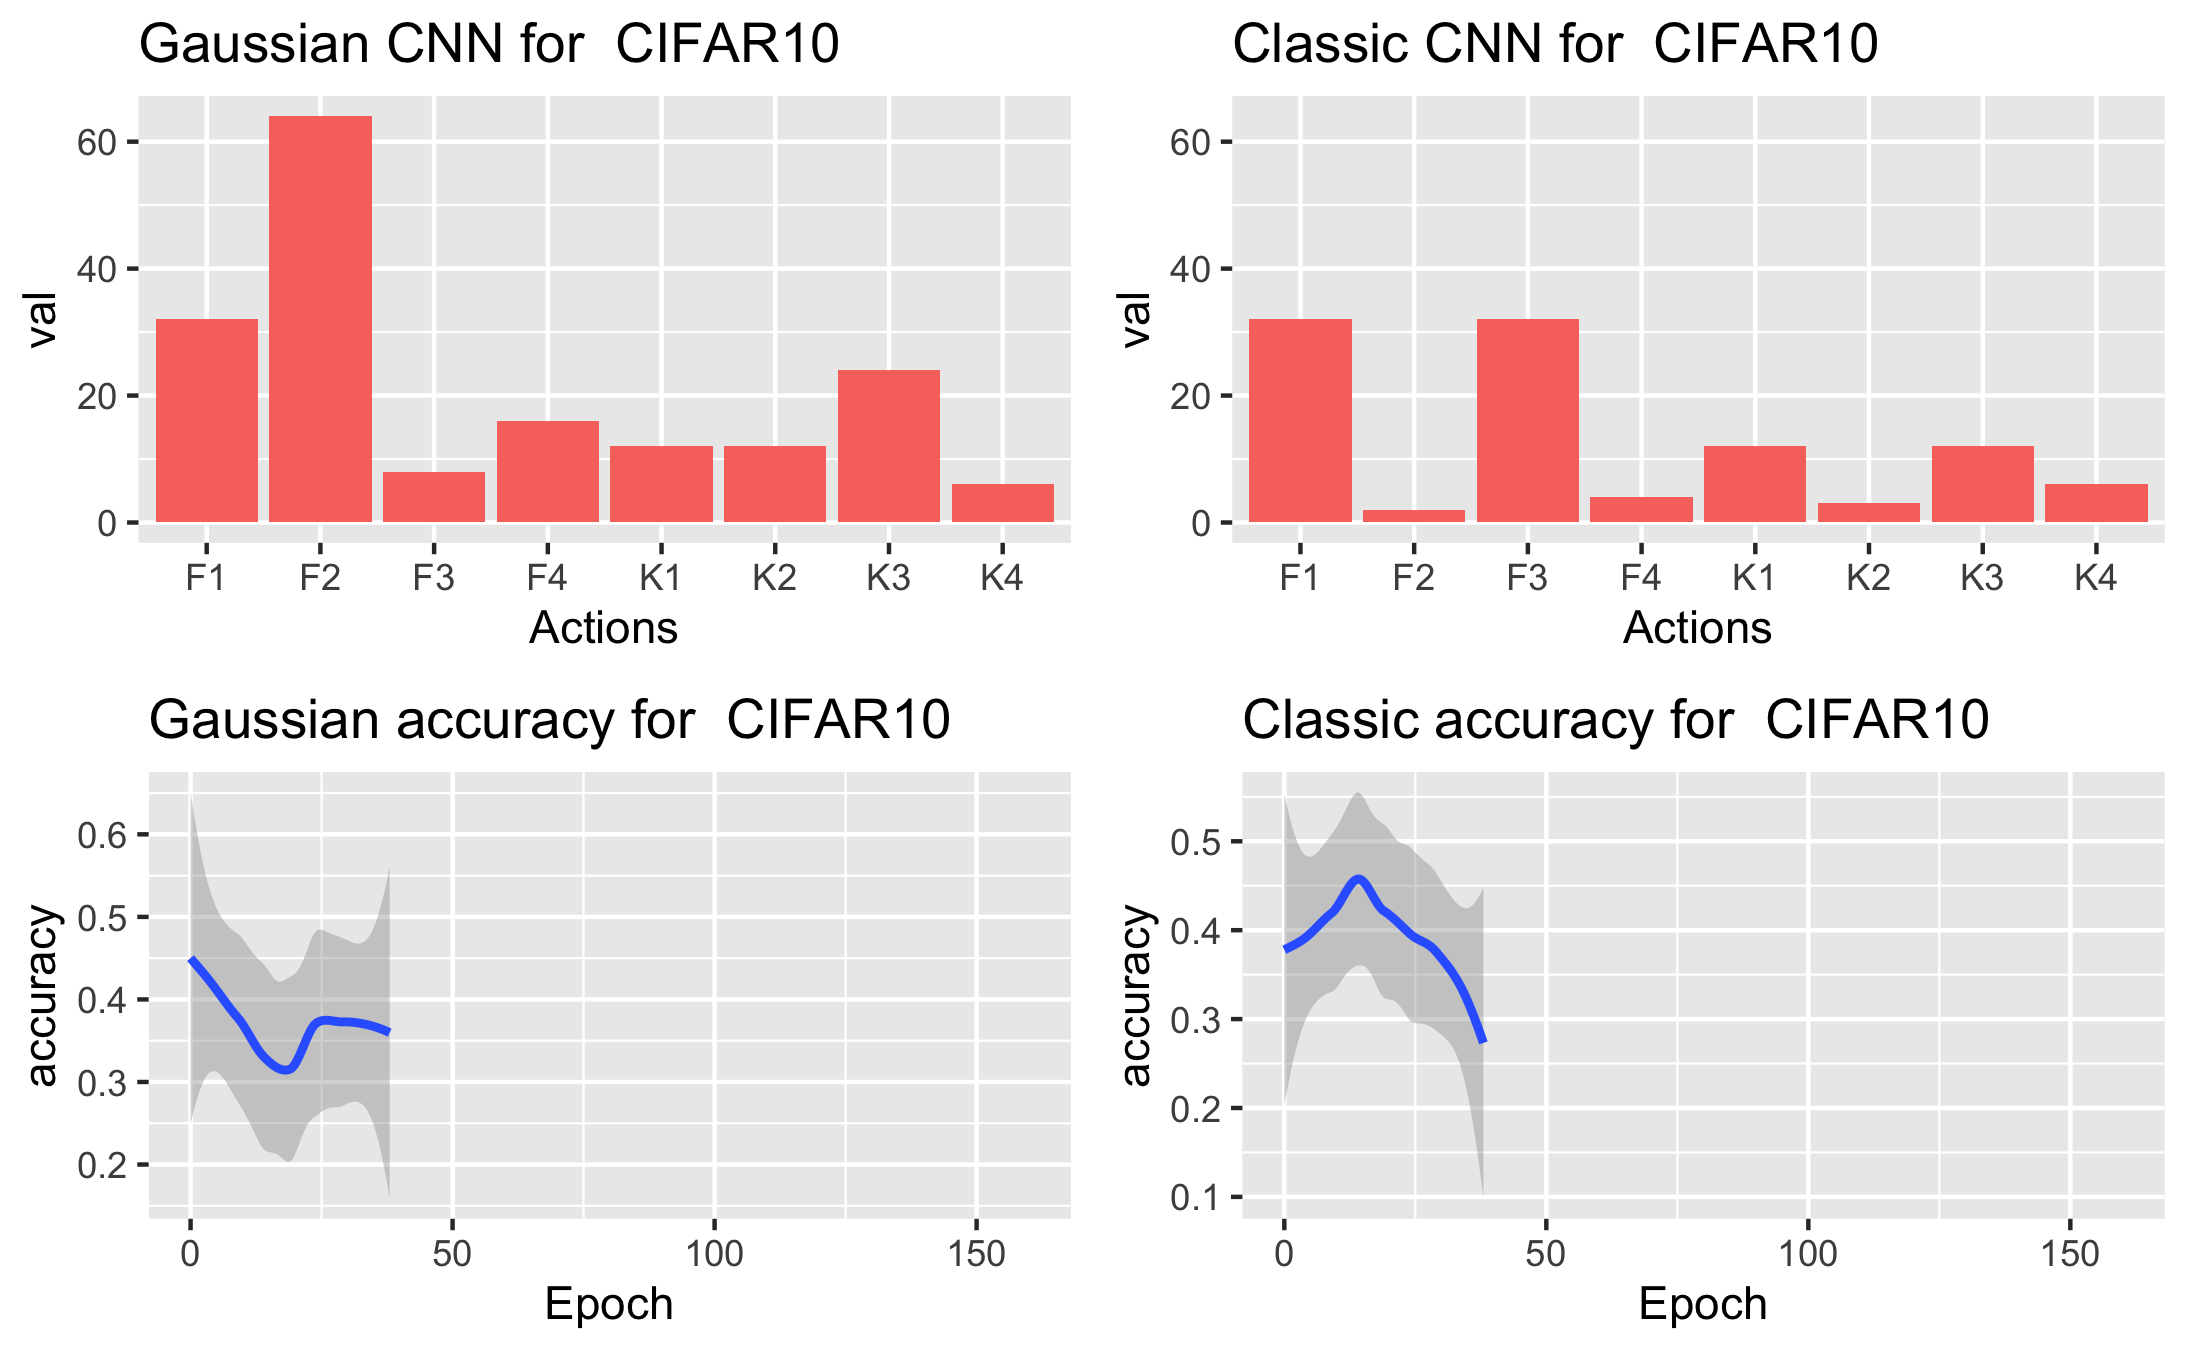 Gaussian CNN for  CIFAR10
val
60
40
20
0
F1 F2 F3 F4 K1 K2 K3 K4
Actions
Classic CNN for  CIFAR10
val
60
40
20
0
F1 F2 F3 F4 K1 K2 K3 K4
Actions
Gaussian accuracy for  CIFAR10
accuracy
0.6
0.5
0.4
0.3
0.2
0 50 100 150
Epoch
Classic accuracy for  CIFAR10
accuracy
0.5
0.4
0.3
0.2
0.1
0 50 100 150
Epoch